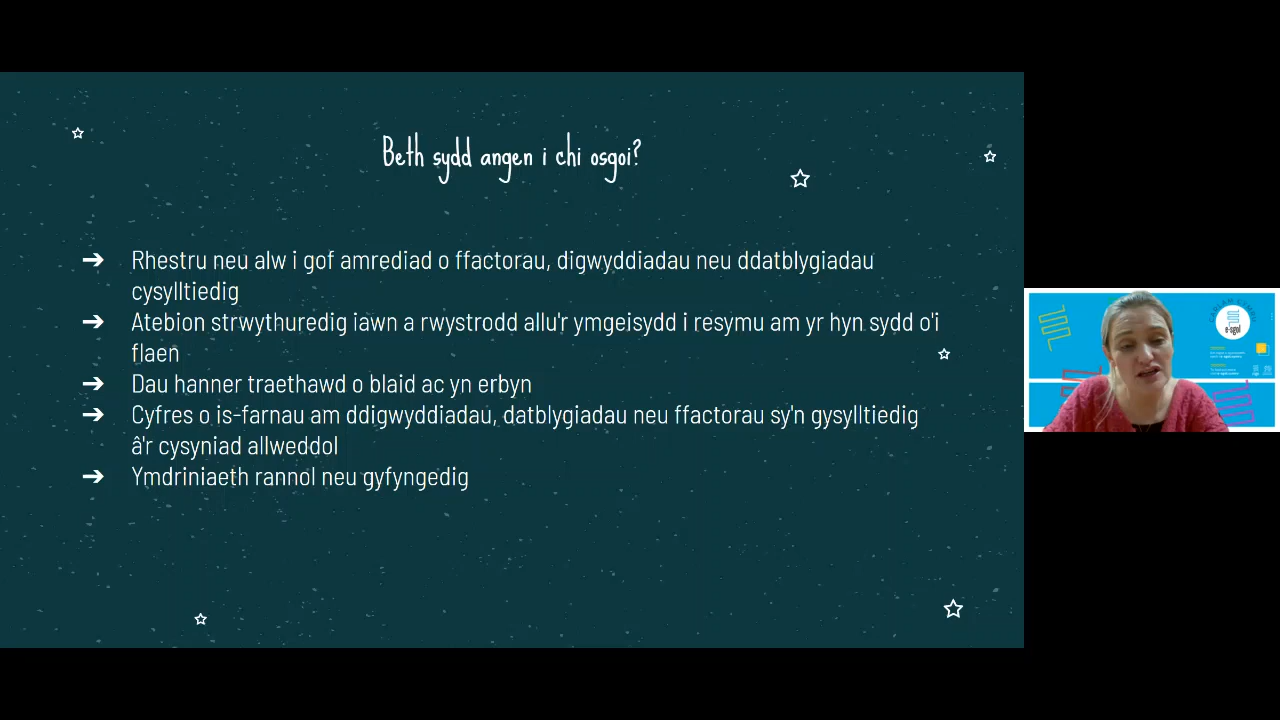 Beth sydd angen i chi osgoi?
➔ Rhestru neu alw i gof amrediad o ffactorau, digwyddiadau neu ddatblygiadau
cysylltiedig
➔ Atebion strwythuredig iawn a rwystrodd allu'r ymgeisydd i resymu am yr hyn sydd o'i
flaen
➔ Dau hanner traethawd o blaid ac yn erbyn
➔ Cyfres o is-farnau am ddigwyddiadau, datblygiadau neu ffactorau sy'n gysylltiedig
â'r cysyniad allweddol
➔ Ymdriniaeth rannol neu gyfyngedig
e-sgol